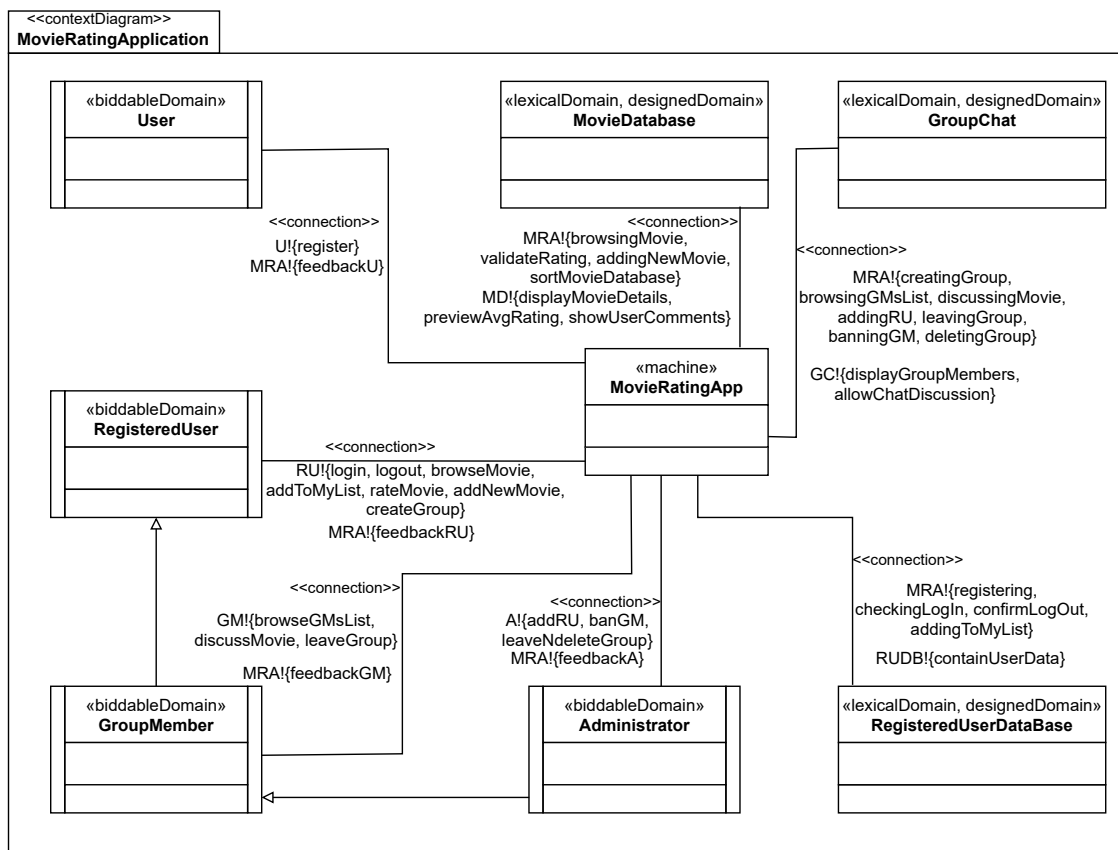 <<contextDiagram>>
MovieRatingApplication
«biddableDomain»
User
«lexicalDomain, designedDomain»
MovieDatabase
«lexicalDomain, designedDomain»
GroupChat
<<connection>>
U!{register}
MRA!{feedbackU}
<<connection>>
MRA!{browsingMovie,
validateRating, addingNewMovie,
sortMovieDatabase}
MD!{displayMovieDetails,
previewAvgRating, showUserComments}
<<connection>>
MRA!{creatingGroup,
browsingGMsList, discussingMovie,
addingRU, leavingGroup,
banningGM, deletingGroup}
GC!{displayGroupMembers,
allowChatDiscussion}
«machine»
MovieRatingApp
«biddableDomain»
RegisteredUser
<<connection>>
RU!{login, logout, browseMovie,
addToMyList, rateMovie, addNewMovie,
createGroup}
MRA!{feedbackRU}
<<connection>>
GM!{browseGMsList,
discussMovie, leaveGroup}
MRA!{feedbackGM}
<<connection>>
A!{addRU, banGM,
leaveNdeleteGroup}
MRA!{feedbackA}
<<connection>>
MRA!{registering,
checkingLogIn, confirmLogOut,
addingToMyList}
RUDB!{containUserData}
«biddableDomain»
GroupMember
«biddableDomain»
Administrator
«lexicalDomain, designedDomain»
RegisteredUserDataBase